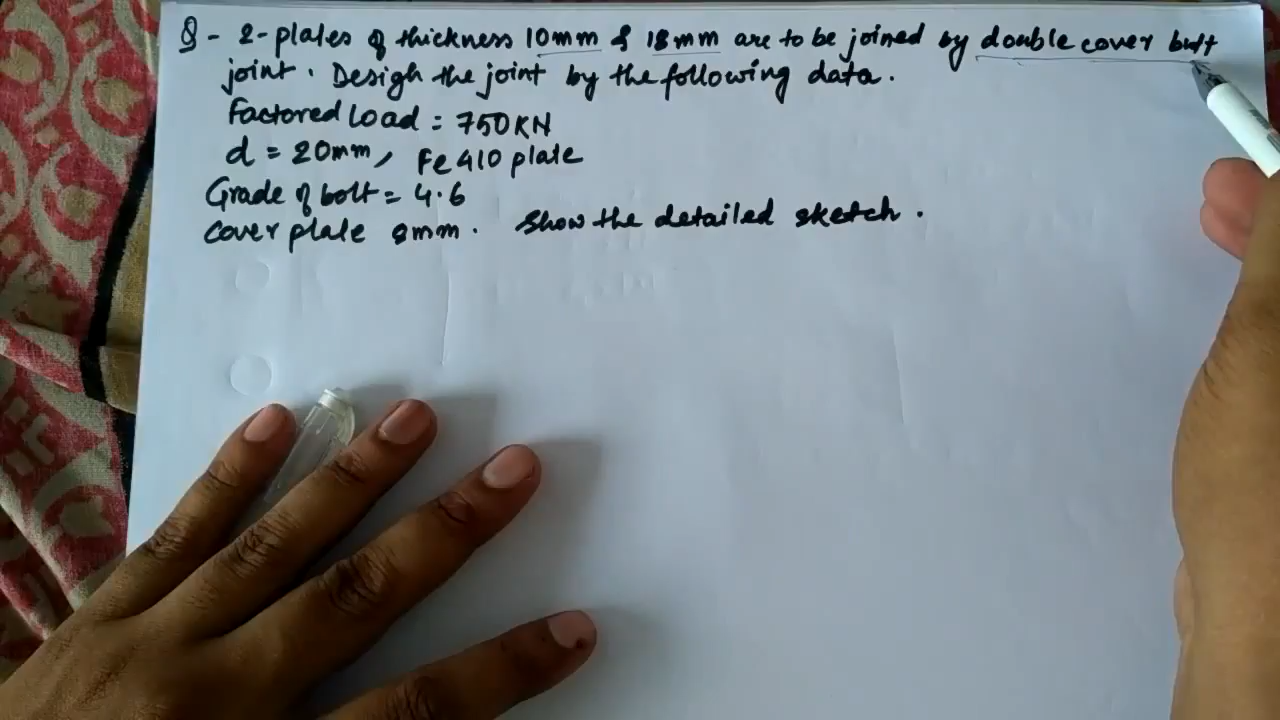 Q - 2-plates of thickness 10mm & 18mm are to be joined by double cover butt
joint. Design the joint by the following data.
Factored Load = 750KN
d = 20mm, Fe410 plate
Grade of bolt = 4.6
cover plate 8mm. Show the detailed sketch.